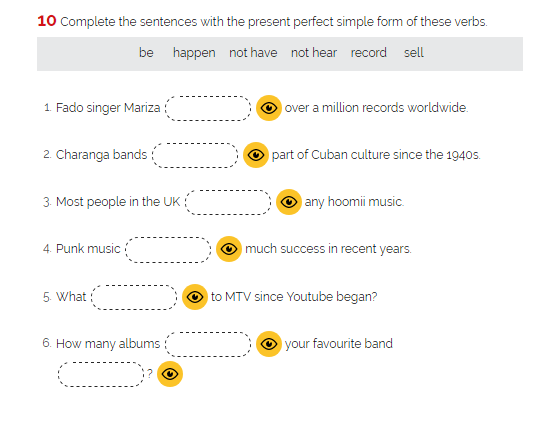 10 Complete the sentences with the present perfect simple form of these verbs.
be happen not have not hear record sell
1. Fado singer Mariza over a million records worldwide.
2. Charanga bands part of Cuban culture since the 1940s.
3. Most people in the UK any hoomii music.
4. Punk music much success in recent years.
5. What to MTV since Youtube began?
6. How many albums your favourite band
?